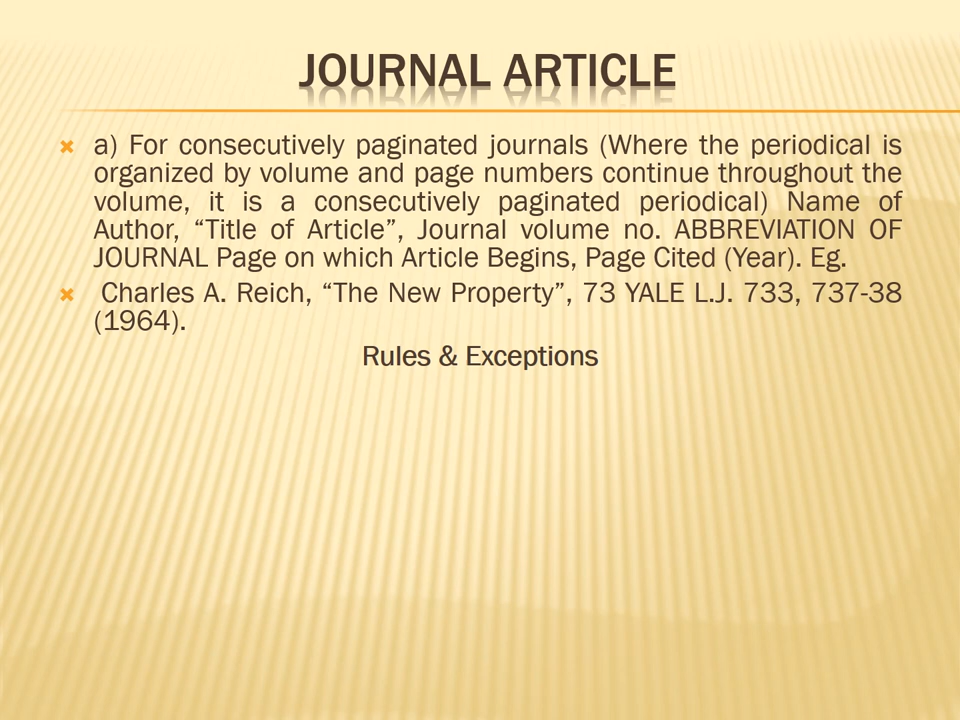 JOURNAL ARTICLE
a) For consecutively paginated journals (Where the periodical is
organized by volume and page numbers continue throughout the
volume, it is a consecutively paginated periodical) Name of
Author, “Title of Article”, Journal volume no. ABBREVIATION OF
JOURNAL Page on which Article Begins, Page Cited (Year). Eg.
Charles A. Reich, “The New Property”, 73 YALE L.J. 733, 737-38
(1964).
Rules & Exceptions